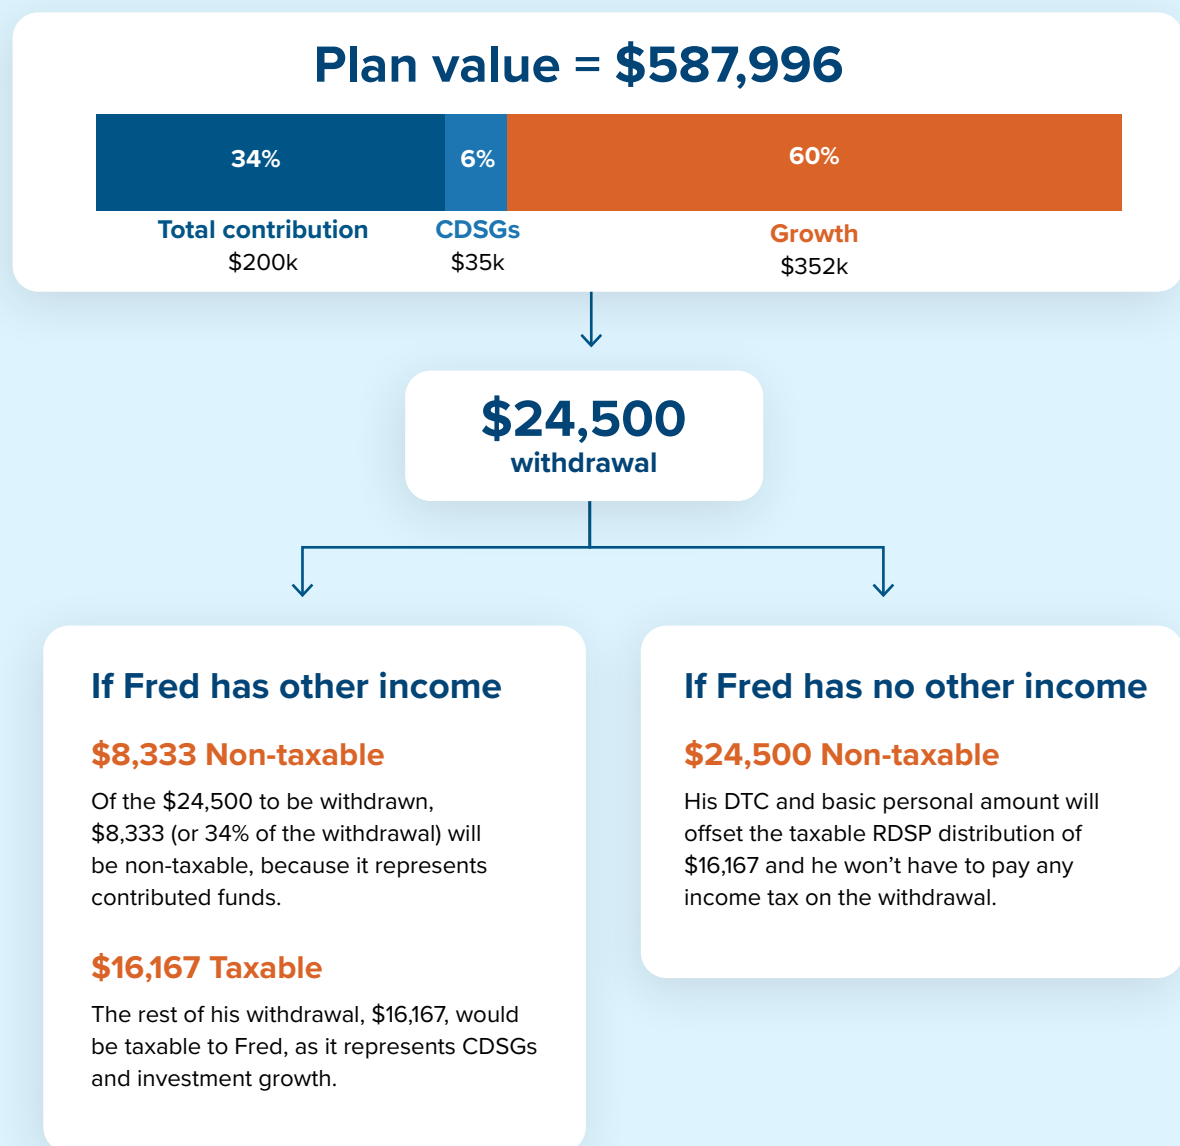 Plan value = $587,996
34%
6%
60%
Total contribution
$200k
CDSGs
$35k
Growth
$352k
$24,500
withdrawal
If Fred has other income
$8,333 Non-taxable
Of the $24,500 to be withdrawn,
$8,333 (or 34% of the withdrawal) will
be non-taxable, because it represents
contributed funds.
$16,167 Taxable
The rest of his withdrawal, $16,167, would
be taxable to Fred, as it represents CDSGs
and investment growth.
If Fred has no other income
$24,500 Non-taxable
His DTC and basic personal amount will
offset the taxable RDSP distribution of
$16,167 and he won’t have to pay any
income tax on the withdrawal.